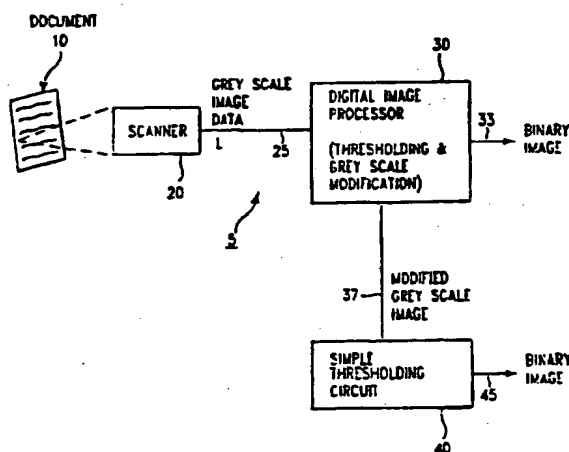 DOCUMENT
10
SCANNER
20
GREY SCALE
IMAGE
DATA
L
25
5
30
DIGITAL IMAGE
PROCESSOR
(THRESHOLDING &
GREY SCALE
MODIFICATION)
33
BINARY
IMAGE
37
MODIFIED
GREY SCALE
IMAGE
SIMPLE
THRESHOLDING
CIRCUIT
40
45
BINARY
IMAGE